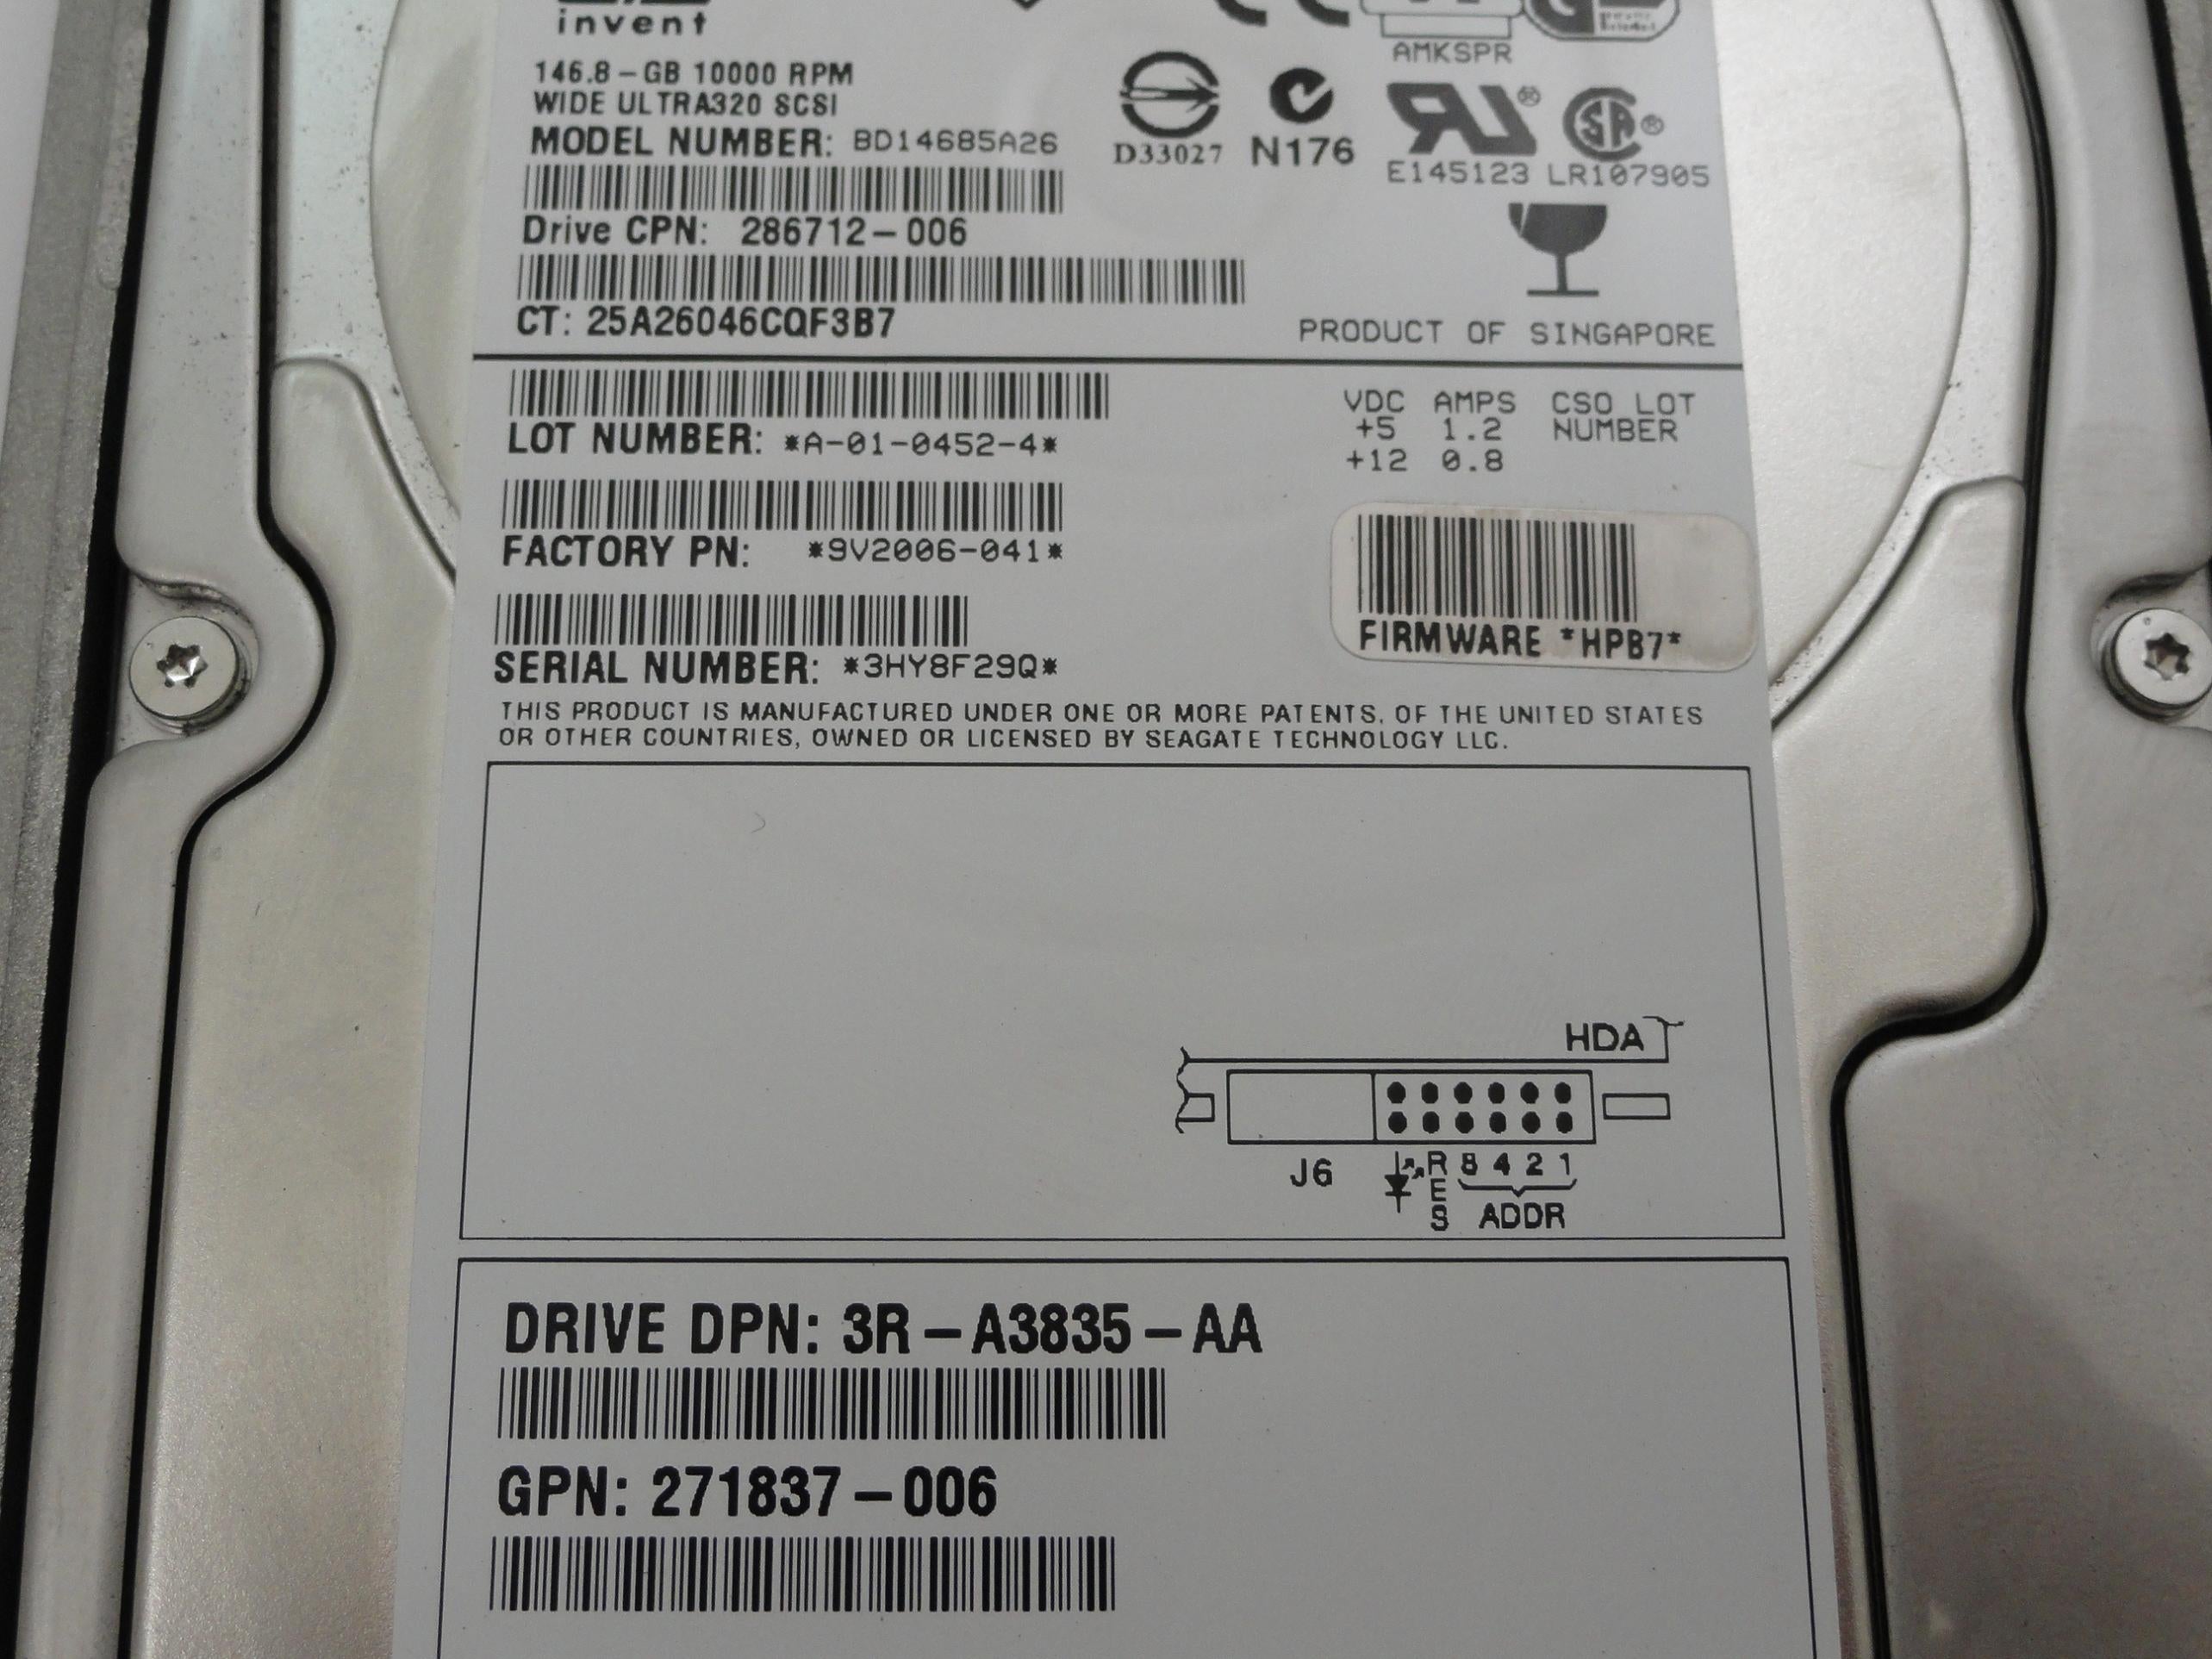 invent
146.8-GB 10000 RPM
WIDE ULTRA320 SCSI
MODEL NUMBER: BD14685A26
Drive CPN: 286712-006
CT: 25A26046CQF3B7
AMKSPR
D33027 N176 E145123 LR107905
PRODUCT OF SINGAPORE
LOT NUMBER: *A-01-0452-4*
FACTORY PN: *9V2006-041*
SERIAL NUMBER: *3HY8F29Q*
VDC AMPS CSO LOT
+5 1.2 NUMBER
+12 0.8
FIRMWARE *HPB7*
THIS PRODUCT IS MANUFACTURED UNDER ONE OR MORE PATENTS, OF THE UNITED STATES
OR OTHER COUNTRIES, OWNED OR LICENSED BY SEAGATE TECHNOLOGY LLC.
HDA
J6 RES 8 4 2 1
ADDR
DRIVE DPN: 3R-A3835-AA
GPN: 271837-006